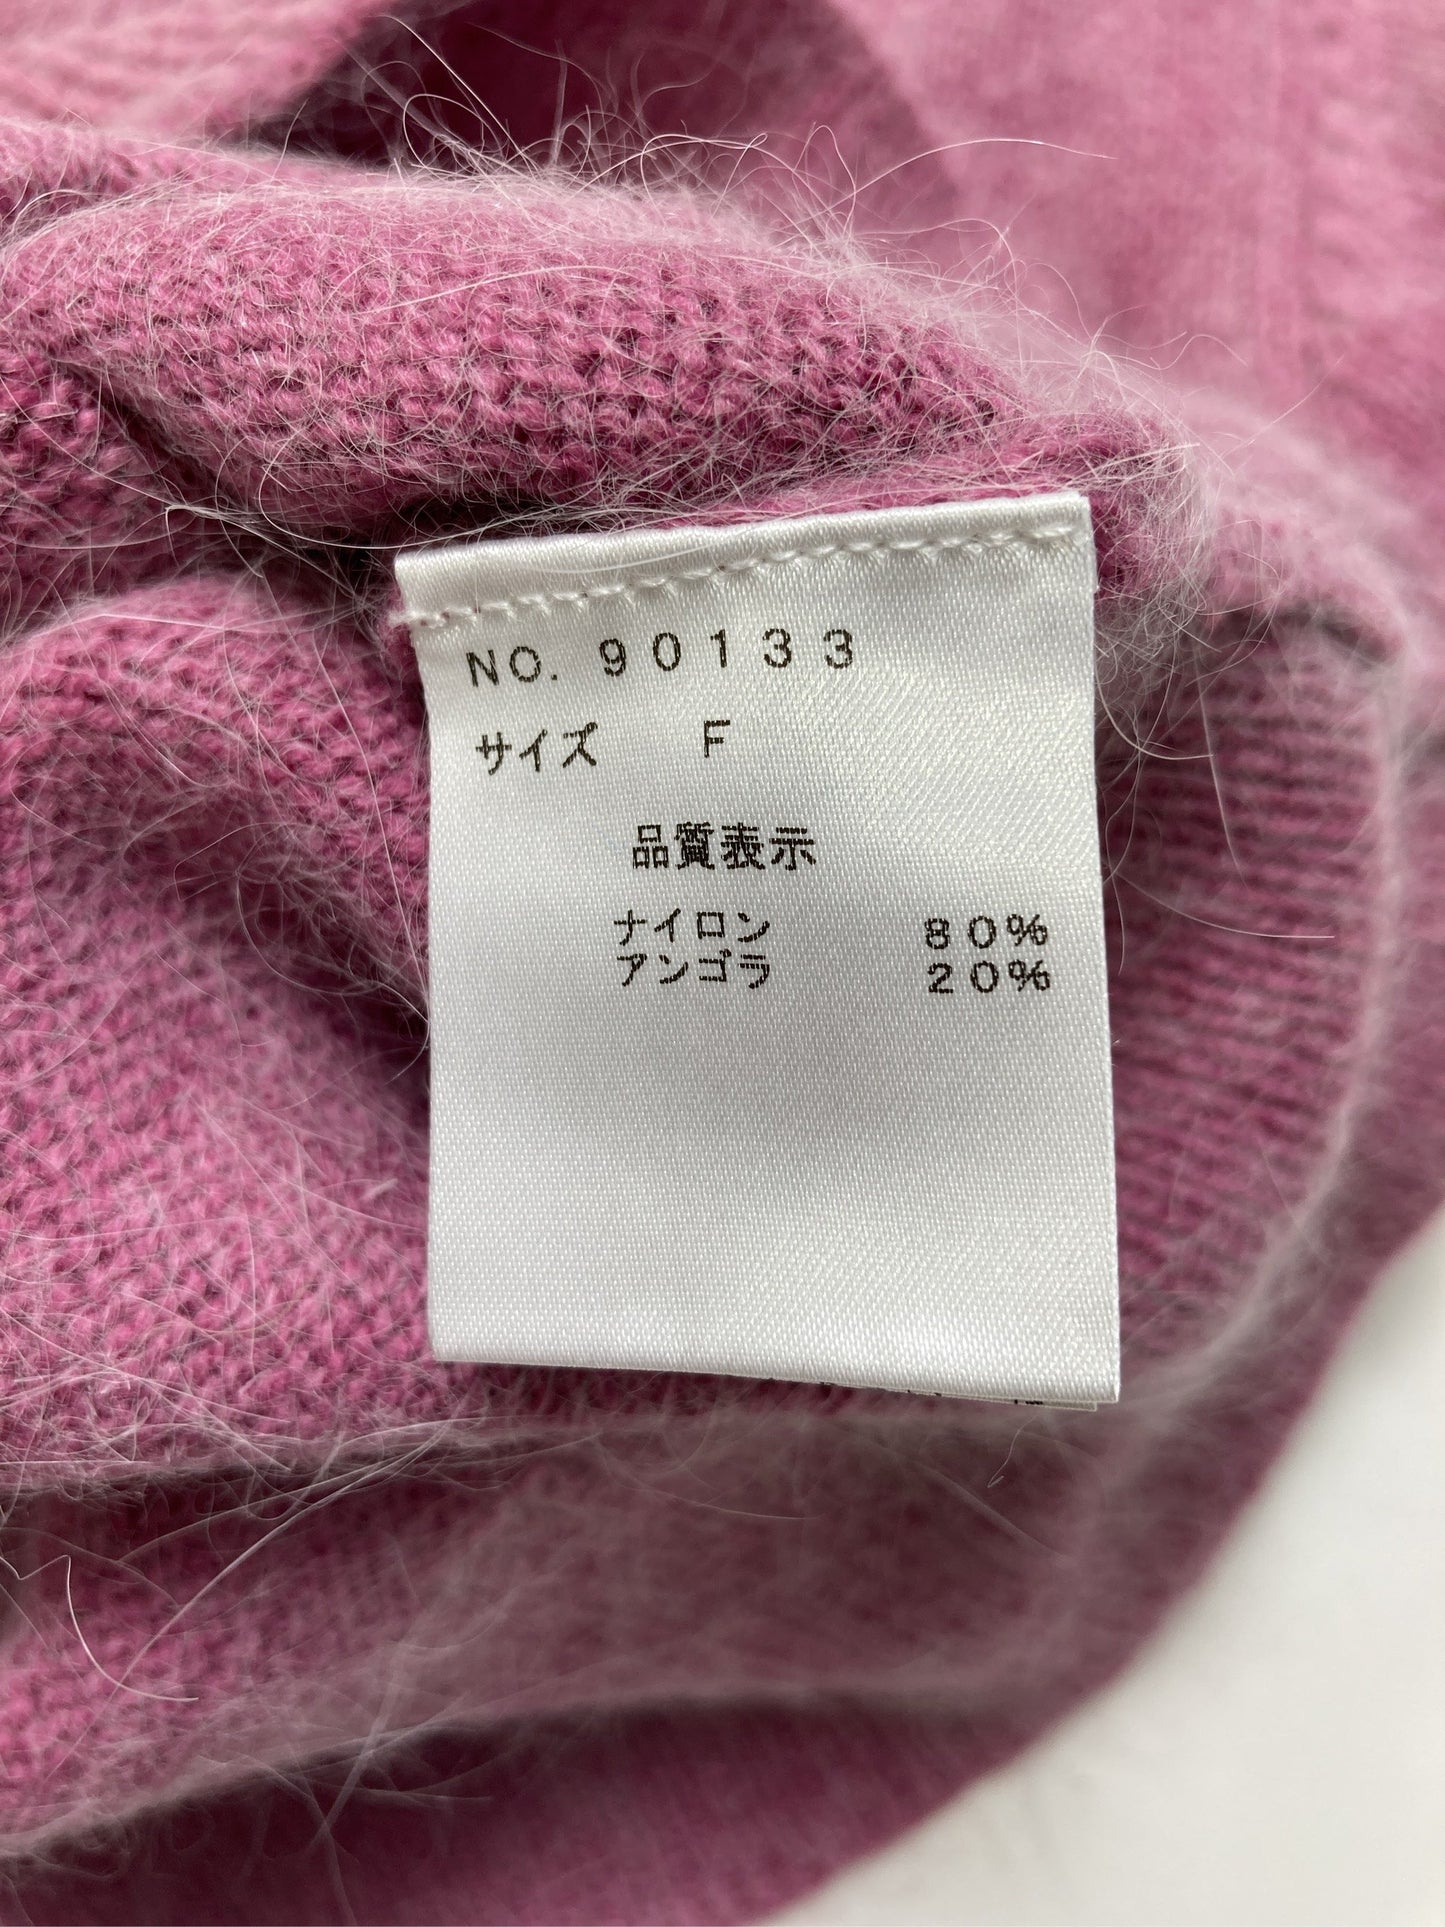 NO. 90133
サイズ F
品質表示
ナイロン 80%
アンゴラ 20%